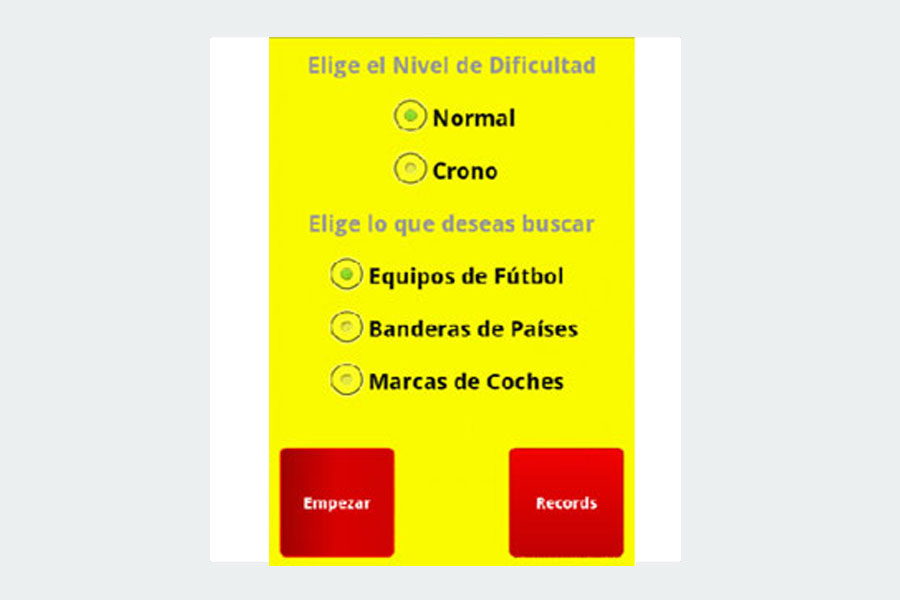 Elige el Nivel de Dificultad
Normal
Crono
Elige lo que deseas buscar
Equipos de Fútbol
Banderas de Países
Marcas de Coches
Empezar
Records